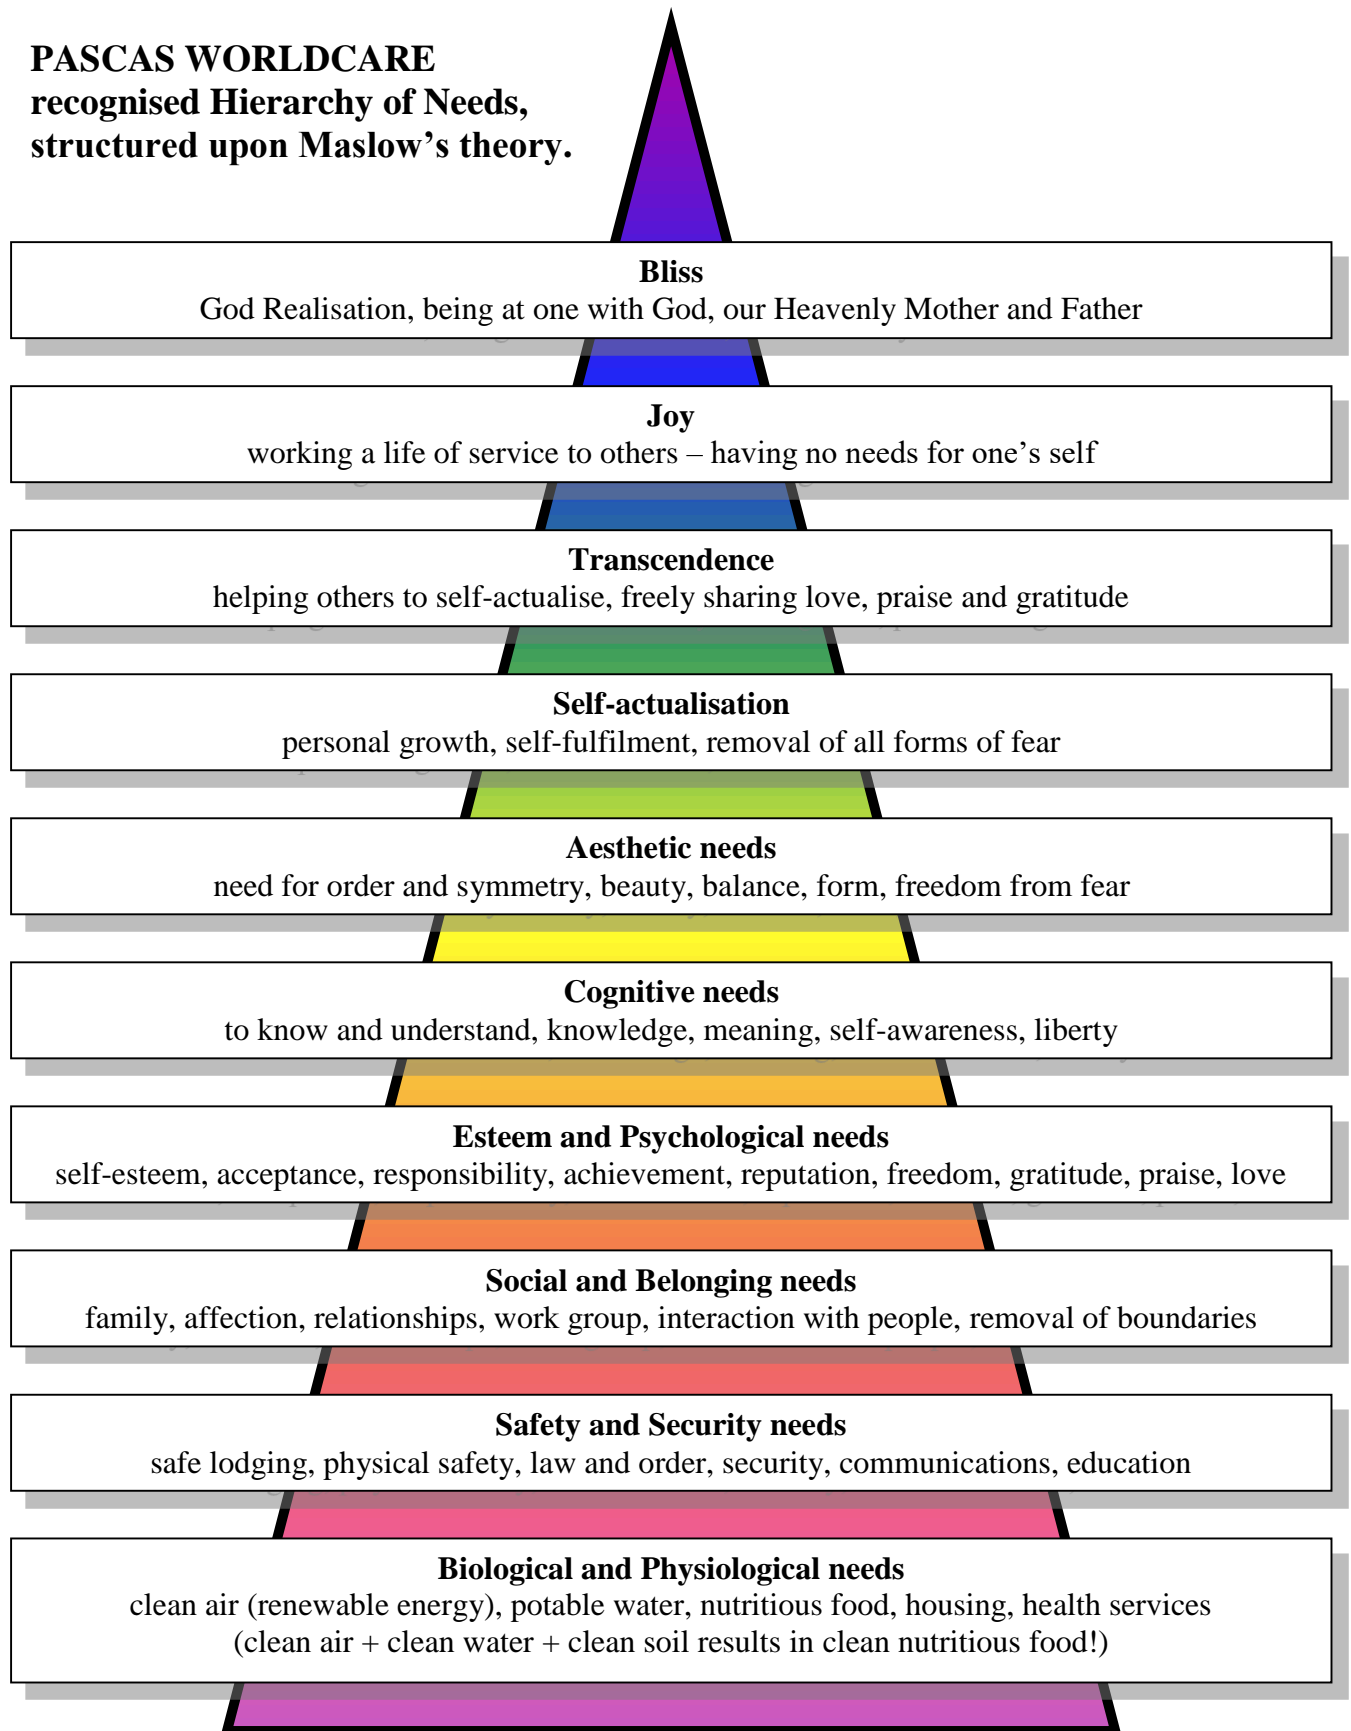 PASCAS WORLDCARE
recognised Hierarchy of Needs,
structured upon Maslow’s theory.
Bliss
God Realisation, being at one with God, our Heavenly Mother and Father
Joy
working a life of service to others – having no needs for one’s self
Transcendence
helping others to self-actualise, freely sharing love, praise and gratitude
Self-actualisation
personal growth, self-fulfilment, removal of all forms of fear
Aesthetic needs
need for order and symmetry, beauty, balance, form, freedom from fear
Cognitive needs
to know and understand, knowledge, meaning, self-awareness, liberty
Esteem and Psychological needs
self-esteem, acceptance, responsibility, achievement, reputation, freedom, gratitude, praise, love
Social and Belonging needs
family, affection, relationships, work group, interaction with people, removal of boundaries
Safety and Security needs
safe lodging, physical safety, law and order, security, communications, education
Biological and Physiological needs
clean air (renewable energy), potable water, nutritious food, housing, health services
(clean air + clean water + clean soil results in clean nutritious food!)